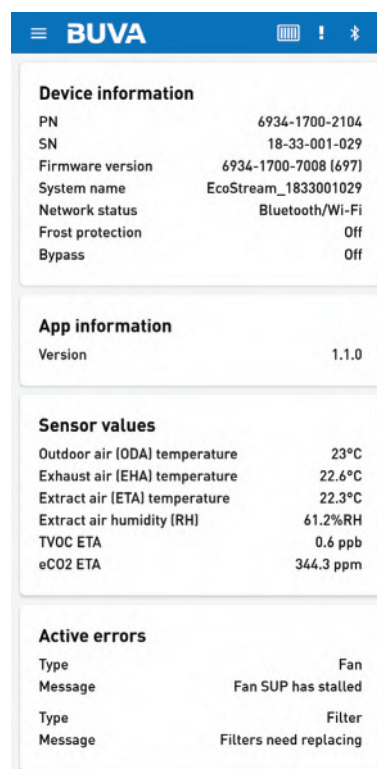 BUVA
Device information
PN 6934-1700-2104
SN 18-33-001-029
Firmware version 6934-1700-7008 (697)
System name EcoStream_1833001029
Network status Bluetooth/Wi-Fi
Frost protection Off
Bypass Off
App information
Version 1.1.0
Sensor values
Outdoor air (ODA) temperature 23°C
Exhaust air (EHA) temperature 22.6°C
Extract air (ETA) temperature 22.3°C
Extract air humidity (RH) 61.2%RH
TVOC ETA 0.6 ppb
eCO2 ETA 344.3 ppm
Active errors
Type Fan
Message Fan SUP has stalled
Type Filter
Message Filters need replacing